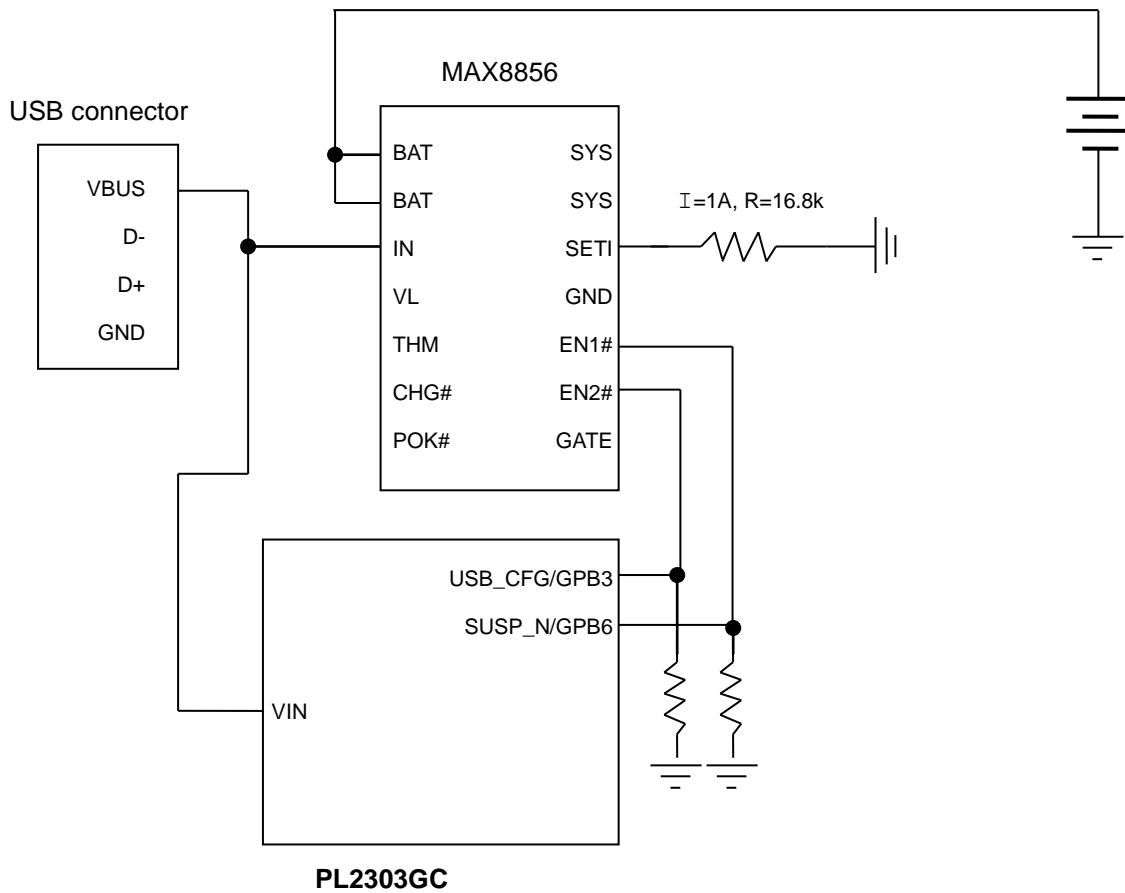 MAX8856
USB connector
VBUS
D-
D+
GND
BAT
BAT
IN
VL
THM
CHG#
POK#
SYS
SYS
SETI
GND
EN1#
EN2#
GATE
I=1A, R=16.8k
USB_CFG/GPB3
SUSP_N/GPB6
VIN
PL2303GC